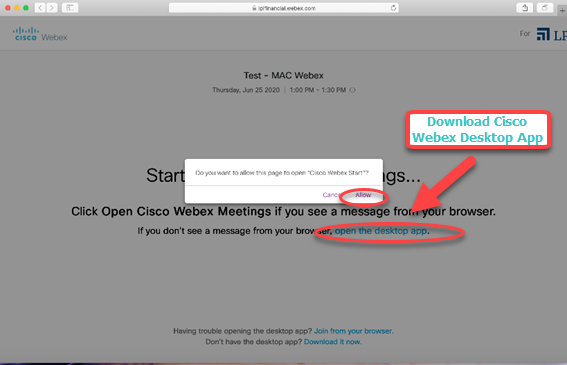 lplfinancial.webex.com
cisco Webex
For LP
Test - MAC Webex
Thursday, Jun 25 2020 | 1:00 PM - 1:30 PM
Download Cisco
Webex Desktop App
Do you want to allow this page to open "Cisco Webex Start"?
Cancel Allow
Start ngs...
Click Open Cisco Webex Meetings if you see a message from your browser.
If you don't see a message from your browser, open the desktop app.
Having trouble opening the desktop app? Join from your browser.
Don't have the desktop app? Download it now.